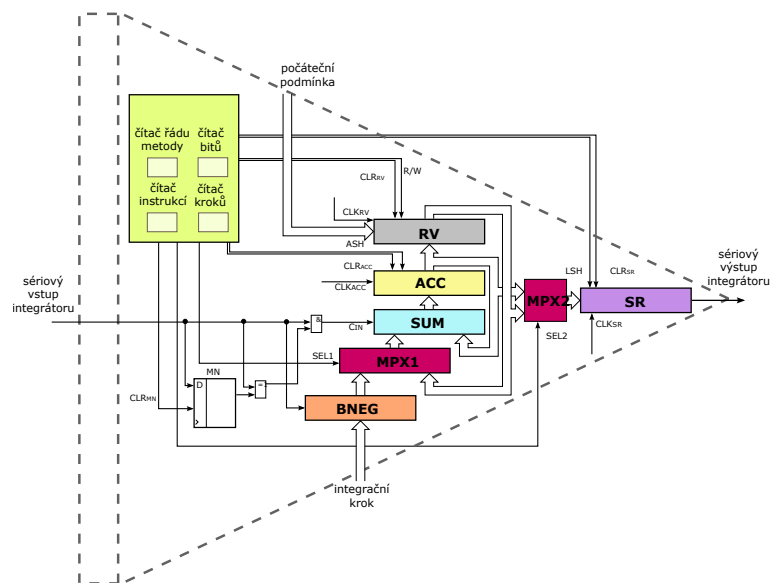 počáteční
podmínka
čítač řádu
metody
čítač
bitů
čítač
instrukcí
čítač
kroků
CLRRV
R/W
CLKRV
ASH
RV
CLRACC
CLKACC
ACC
sériový
vstup
integrátoru
&
CIN
SUM
MPX2
LSH
CLRSR
SR
CLKSR
SEL2
sériový
výstup
integrátoru
SEL1
MPX1
MN
D
CLRMN
BNEG
integrační
krok